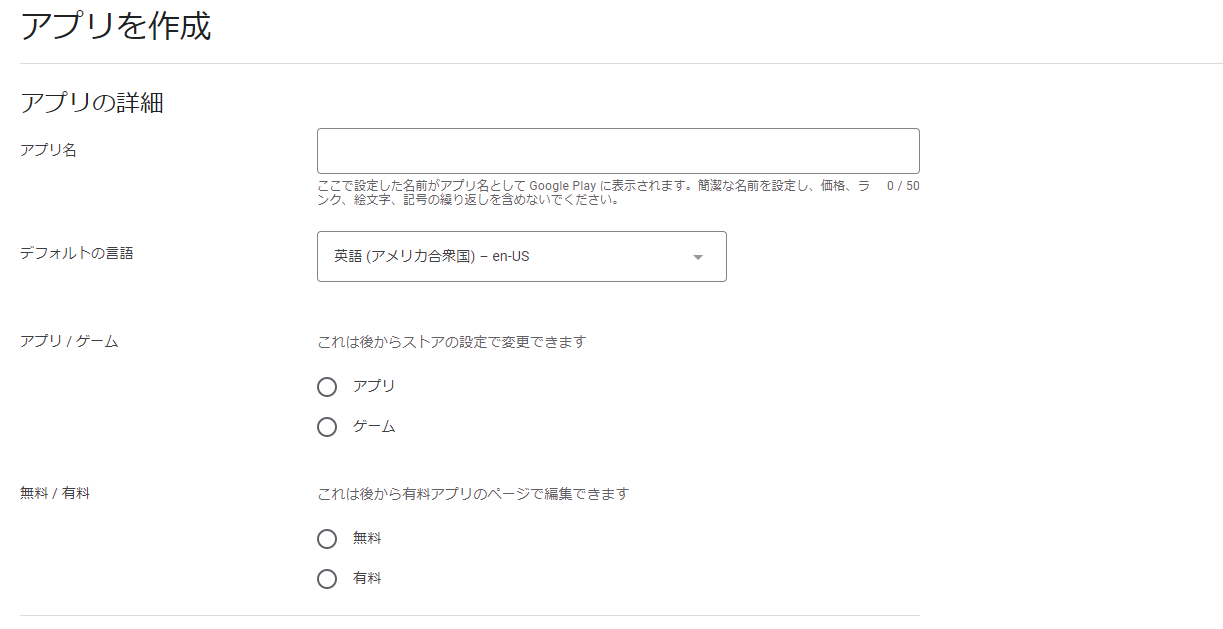 アプリを作成
アプリの詳細
アプリ名
ここで設定した名前がアプリ名として Google Play に表示されます。簡潔な名前を設定し、価格、ラ
ンク、絵文字、記号の繰り返しを含めないでください。
0 / 50
デフォルトの言語
英語 (アメリカ合衆国) – en-US
アプリ / ゲーム
これは後からストアの設定で変更できます
アプリ
ゲーム
無料 / 有料
これは後から有料アプリのページで編集できます
無料
有料